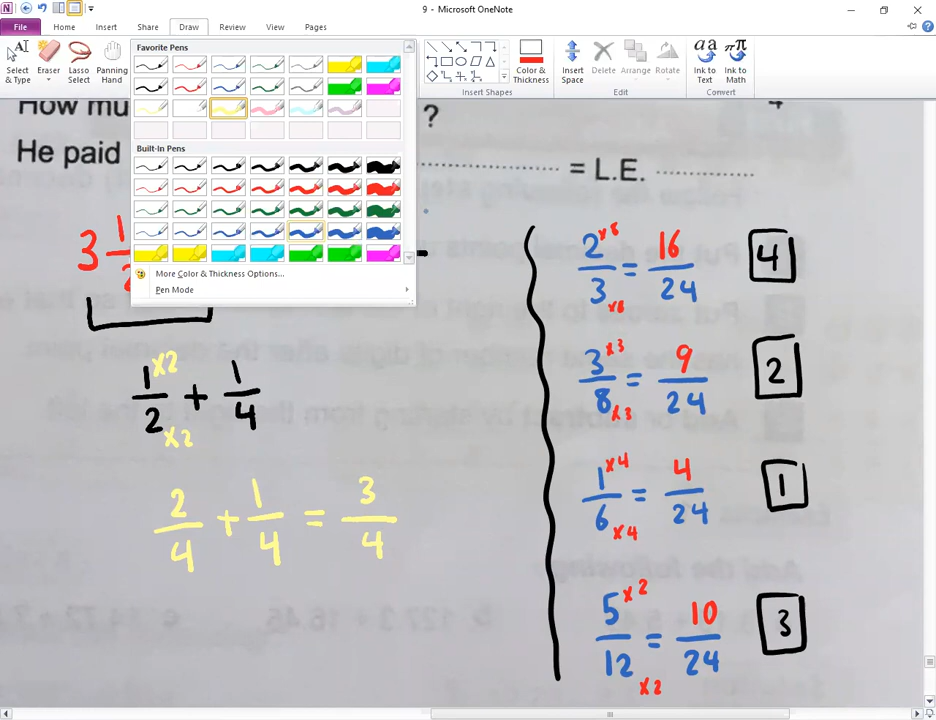 9 - Microsoft OneNote
File Home Insert Share Draw Review View Pages
Select & Type
Eraser
Lasso Select
Panning Hand
Favorite Pens
Built-In Pens
More Color & Thickness Options...
Pen Mode
Insert Shapes
Color & Thickness
Insert Space
Delete
Arrange
Rotate
Edit
Ink to Text
Ink to Math
Convert
How mu
?
He paid
= L.E.
3 1
1/2 ×2 ×2 + 1/4
2/4 + 1/4 = 3/4
2/3 ×8 ×8 = 16/24 4
3/8 ×3 ×3 = 9/24 2
1/6 ×4 ×4 = 4/24 1
5/12 ×2 ×2 = 10/24 3